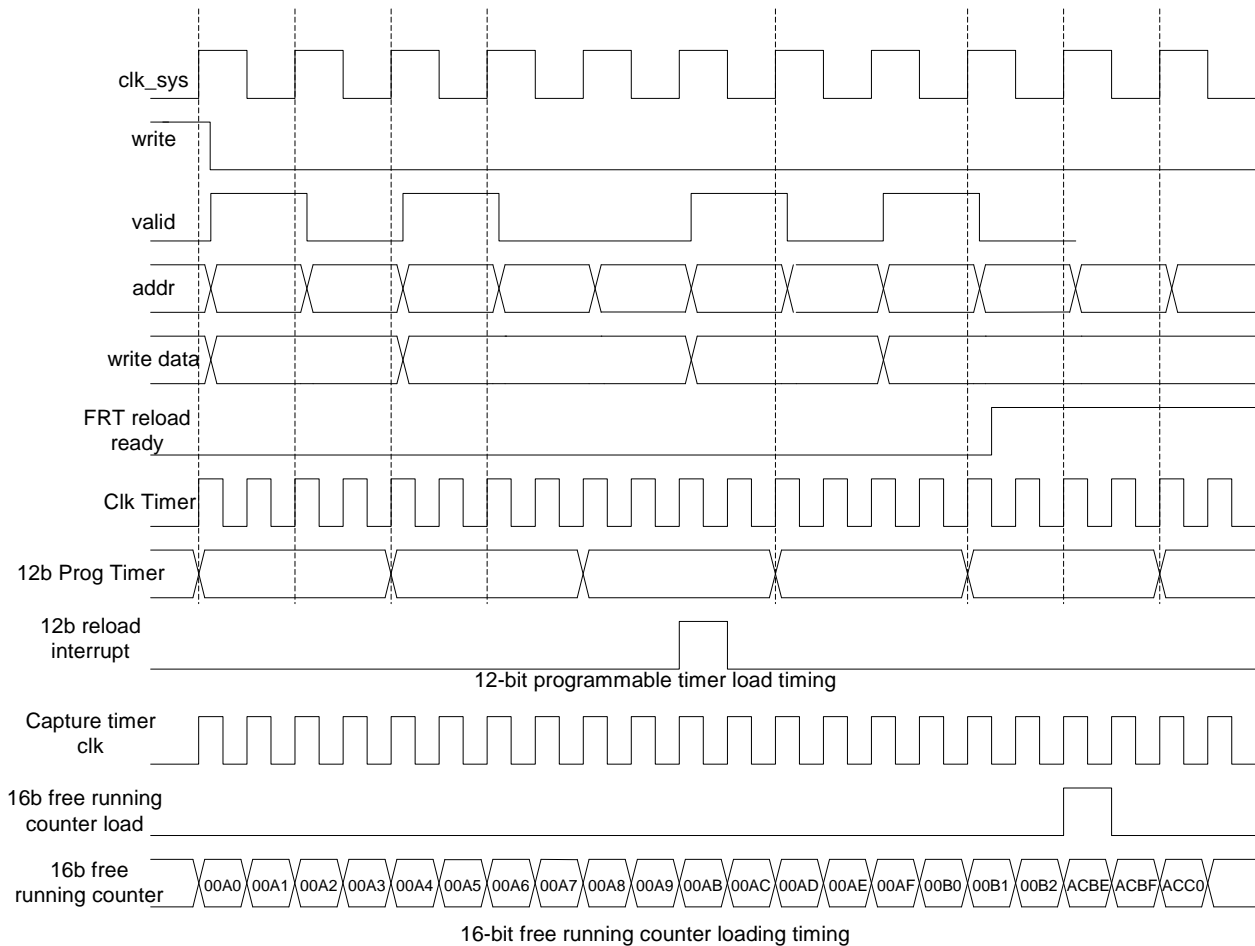 clk_sys
write
valid
addr
write data
FRT reload
ready
Clk Timer
12b Prog Timer
12b reload
interrupt
12-bit programmable timer load timing
Capture timer
clk
16b free running
counter load
16b free
running counter
00A0 00A1 00A2 00A3 00A4 00A5 00A6 00A7 00A8 00A9 00AB 00AC 00AD 00AE 00AF 00B0 00B1 00B2 ACBE ACBF ACC0
16-bit free running counter loading timing